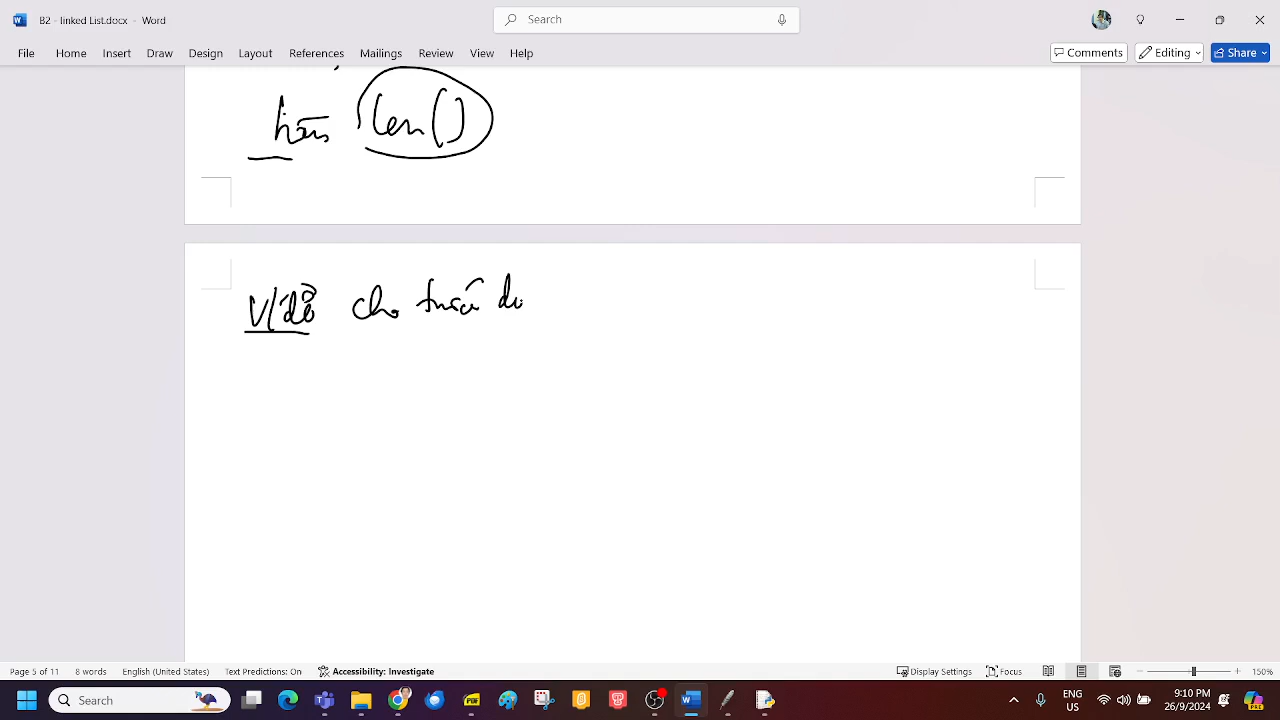 B2 - linked List.docx - Word
Search
File Home Insert Draw Design Layout References Mailings Review View Help
Comments Editing Share
hàm len()
V/đề cho trước
Page 5 of 11 8 words English (United States) Text Predictions: On Accessibility: Investigate
Display Settings Focus 150%
Search
PDF
ENG
US
9:10 PM
26/9/2024